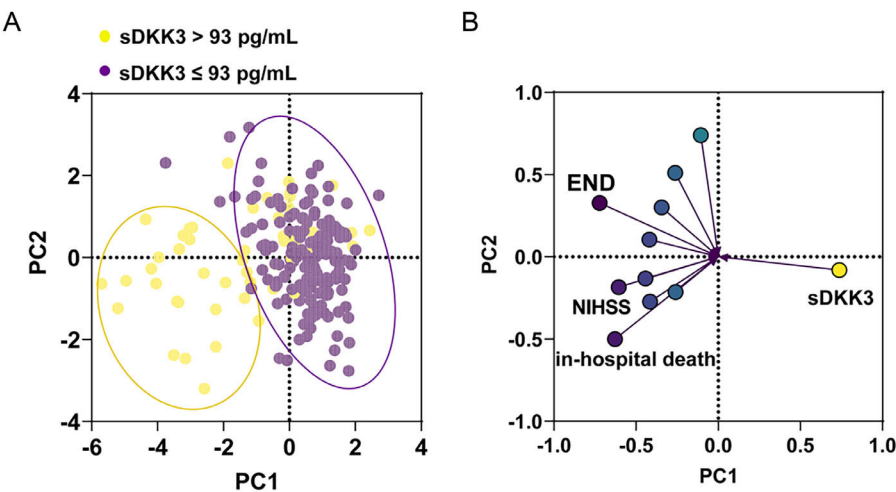 A
sDKK3 > 93 pg/mL
sDKK3 ≤ 93 pg/mL
4
2
0
-2
-4
PC2
-6
-4
-2
0
2
4
PC1
B
1.0
0.5
0.0
-0.5
-1.0
PC2
END
NIHSS
in-hospital death
sDKK3
-1.0
-0.5
0.0
0.5
1.0
PC1